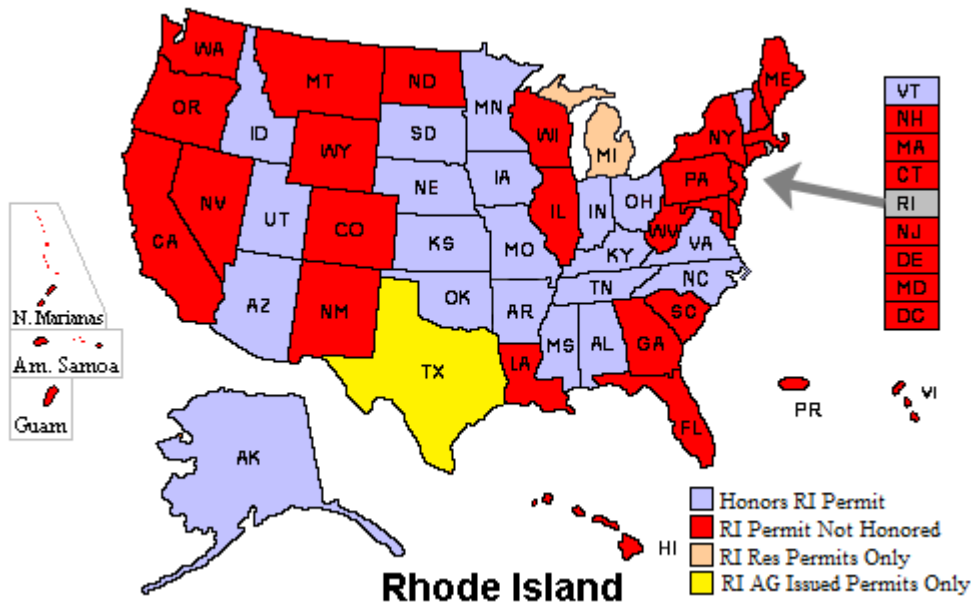 WA
MT
ND
MN
ME
VT
NH
OR
ID
SD
WI
NY
MA
WY
MI
CT
NE
IA
PA
RI
NV
UT
CO
IL
IN
OH
NJ
CA
KS
MO
WV
VA
DE
KY
MD
AZ
NM
OK
TN
NC
DC
AR
SC
N. Marianas
MS
AL
GA
Am. Samoa
TX
LA
Guam
FL
PR
VI
AK
HI
Honors RI Permit
RI Permit Not Honored
RI Res Permits Only
RI AG Issued Permits Only
Rhode Island